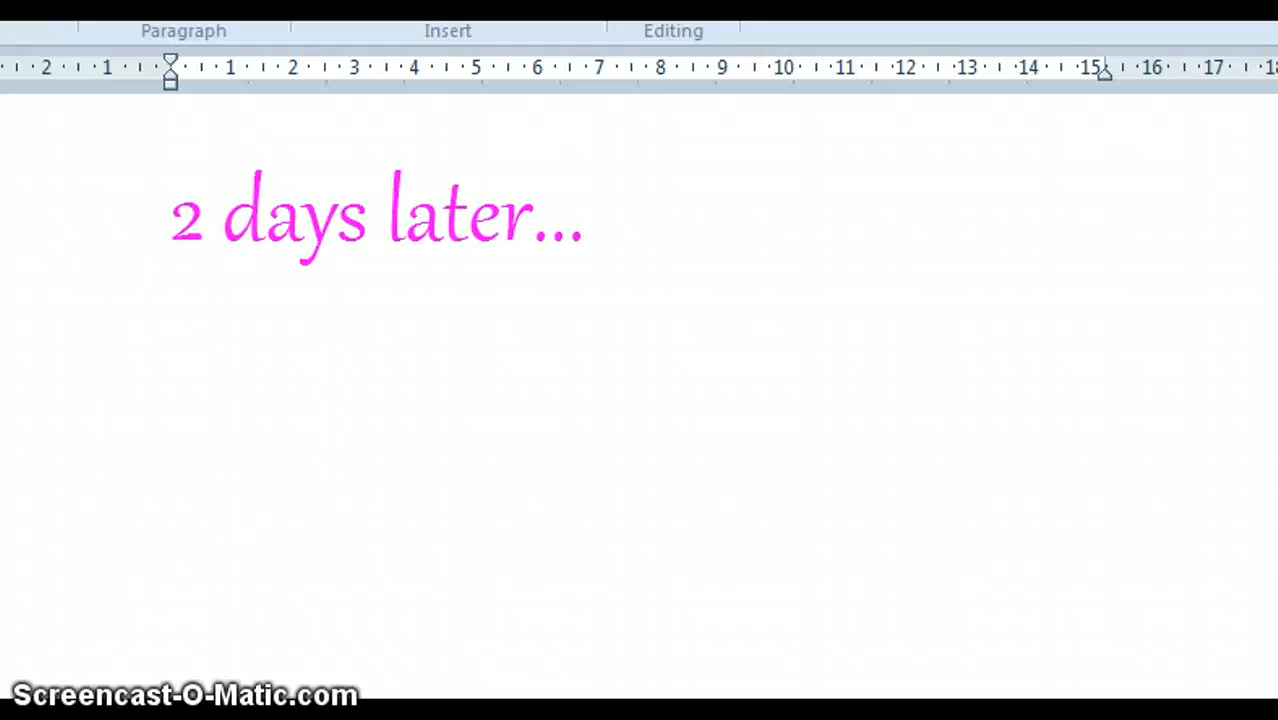 Paragraph Insert Editing
2 1 1 2 3 4 5 6 7 8 9 10 11 12 13 14 15 16 17 18
2 days later...
Screencast-O-Matic.com